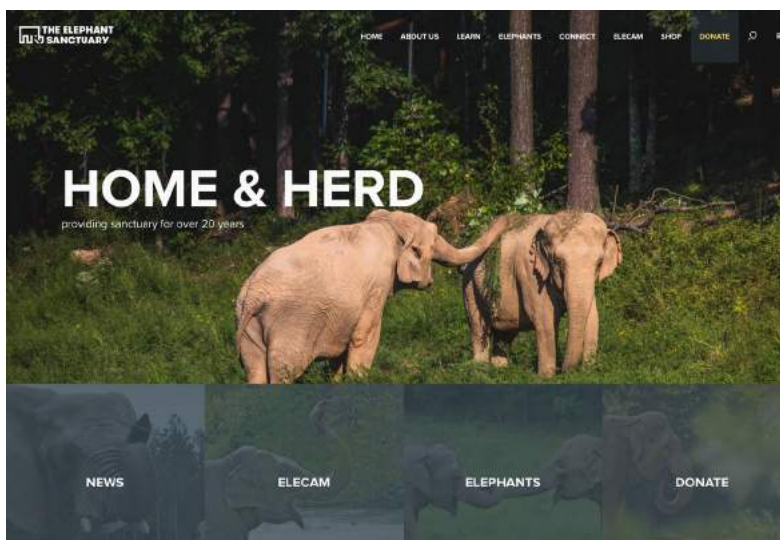 THE ELEPHANT
SANCTUARY
HOME ABOUT US LEARN ELEPHANTS CONNECT ELECAM SHOP DONATE
HOME & HERD
providing sanctuary for over 20 years
NEWS ELECAM ELEPHANTS DONATE